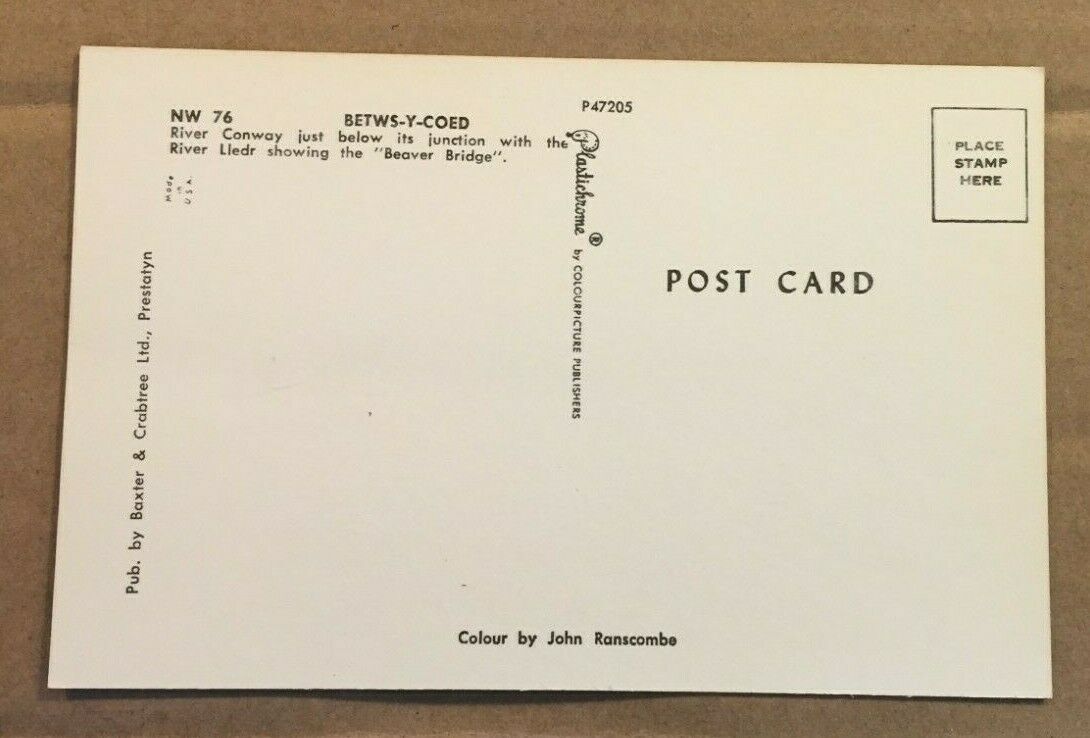 NW 76 BETWS-Y-COED
River Conway just below its junction with the
River Lledr showing the "Beaver Bridge".
Made
in
U.S.A.
Pub. by Baxter & Crabtree Ltd., Prestatyn
P47205
Plastichrome ® by COLOURPICTURE PUBLISHERS
PLACE
STAMP
HERE
POST CARD
Colour by John Ranscombe